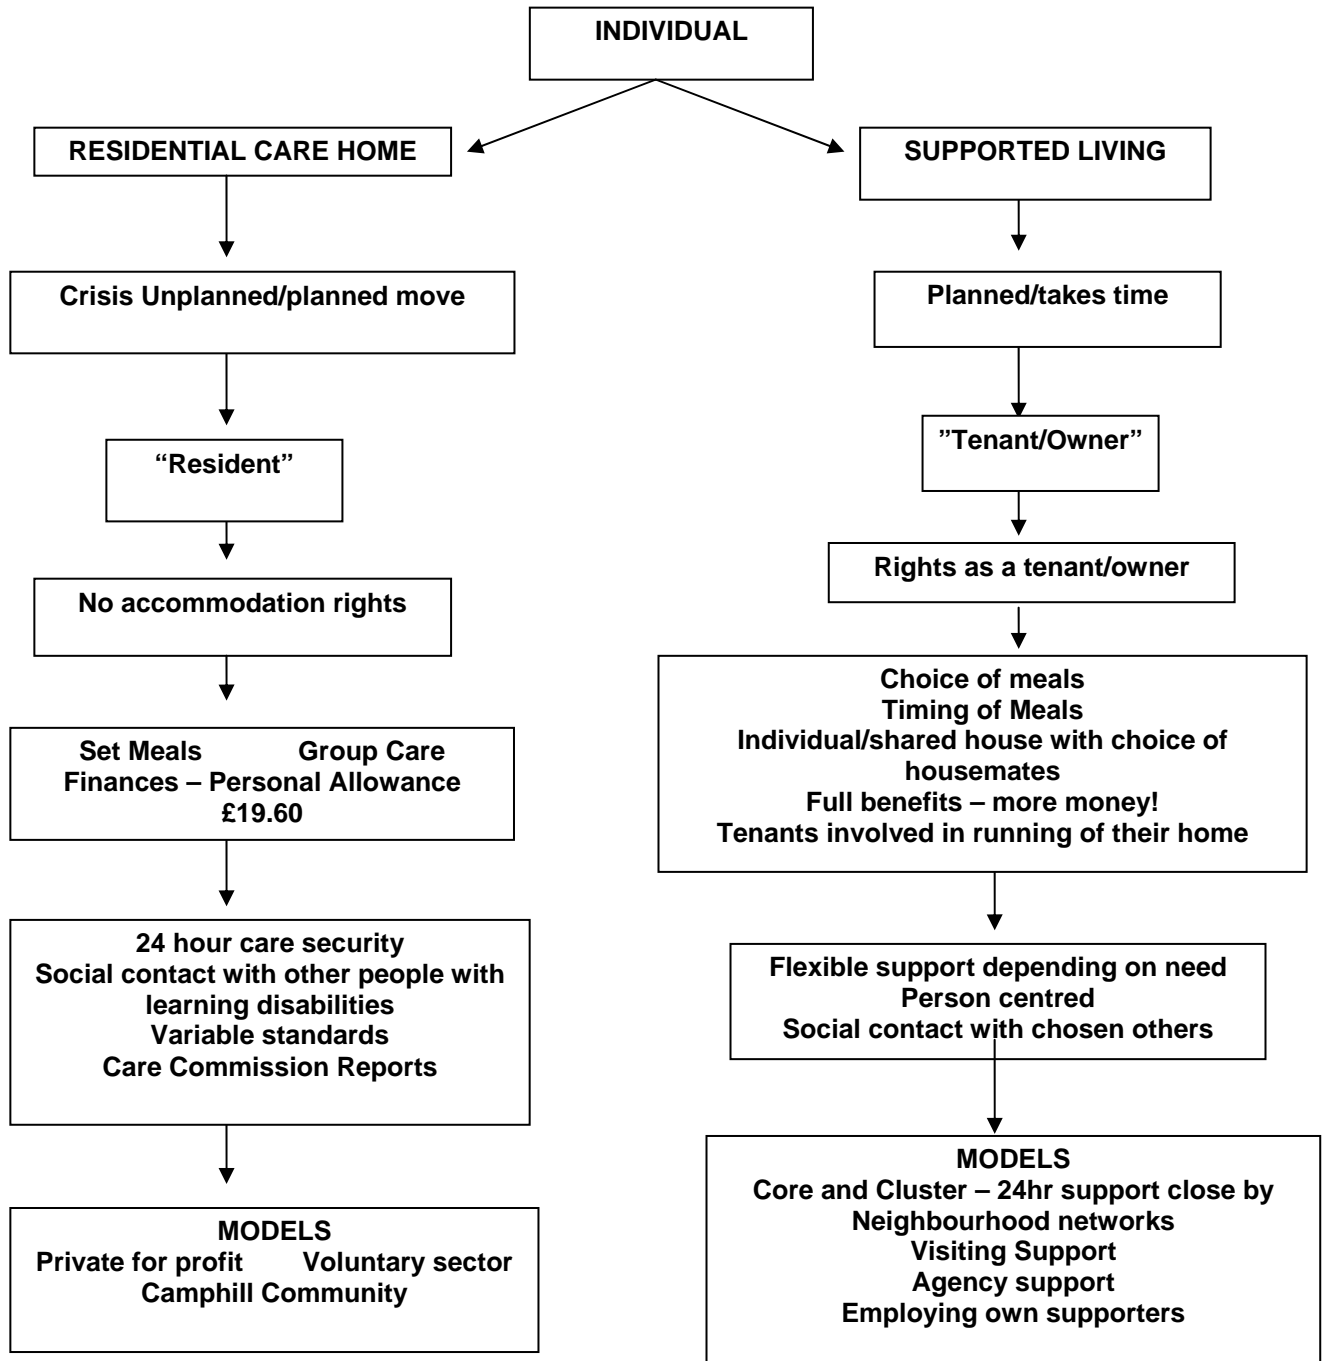 INDIVIDUAL
RESIDENTIAL CARE HOME
Crisis Unplanned/planned move
“Resident”
No accommodation rights
Set Meals Group Care
Finances – Personal Allowance
£19.60
24 hour care security
Social contact with other people with
learning disabilities
Variable standards
Care Commission Reports
MODELS
Private for profit Voluntary sector
Camphill Community
SUPPORTED LIVING
Planned/takes time
”Tenant/Owner”
Rights as a tenant/owner
Choice of meals
Timing of Meals
Individual/shared house with choice of
housemates
Full benefits – more money!
Tenants involved in running of their home
Flexible support depending on need
Person centred
Social contact with chosen others
MODELS
Core and Cluster – 24hr support close by
Neighbourhood networks
Visiting Support
Agency support
Employing own supporters